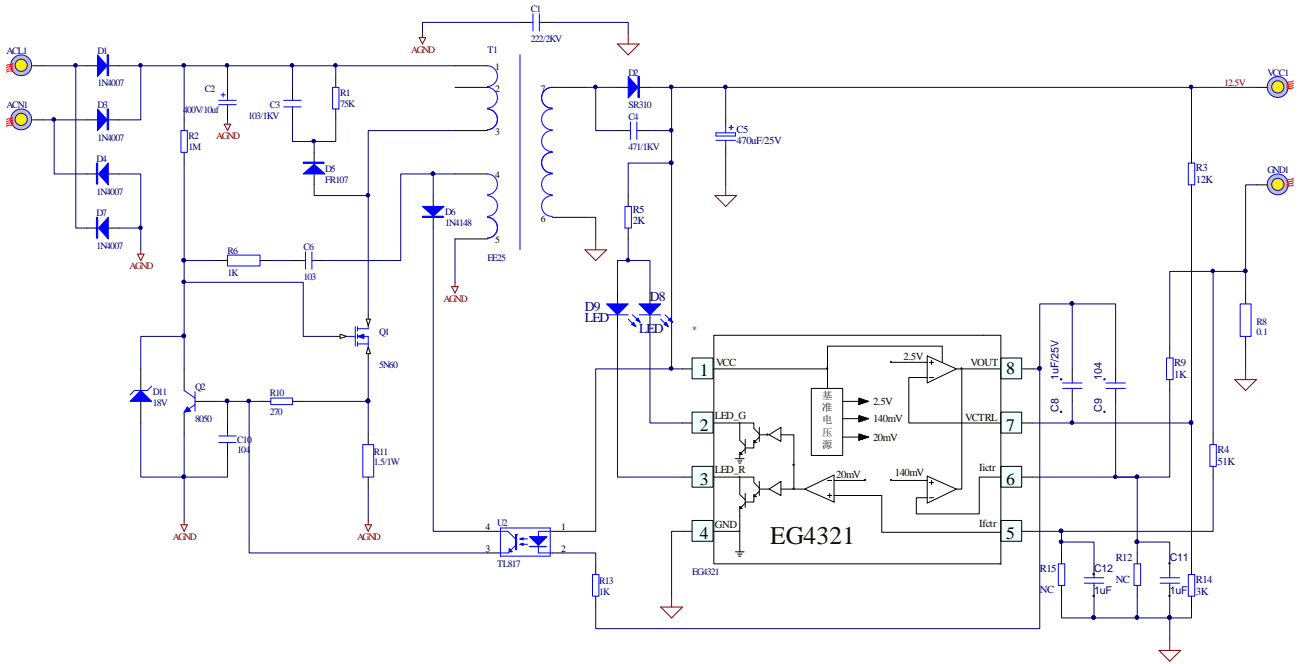 C1
222/2KV
AGND
ACL1
D1
1N4007
ACN1
D3
1N4007
D4
1N4007
D7
1N4007
AGND
C2
400V/10uf
AGND
C3
103/1KV
R1
75K
R2
1M
D5
FR107
T1
1
2
3
4
5
7
6
EE25
D6
1N4148
AGND
R6
1K
C6
103
D2
SR310
C4
471/1KV
C5
470uF/25V
R5
2K
D9
LED
D8
LED
*
12.5V
VCC1
GND1
R3
12K
R8
0.1
R9
1K
R4
51K
Q1
5N60
D11
18V
Q2
8050
R10
270
C10
104
R11
1.5/1W
AGND
AGND
U2
4
3
1
2
TL817
R13
1K
1
VCC
2
LED_G
3
LED_R
4
GND
8
VOUT
7
VCTRL
6
Iictr
5
Ifctr
2.5V
基准电压源
2.5V
140mV
20mV
20mV
140mV
EG4321
EG4321
C8
1uF/25V
C9
104
R15
NC
C12
1uF
R12
NC
C11
1uF
R14
3K